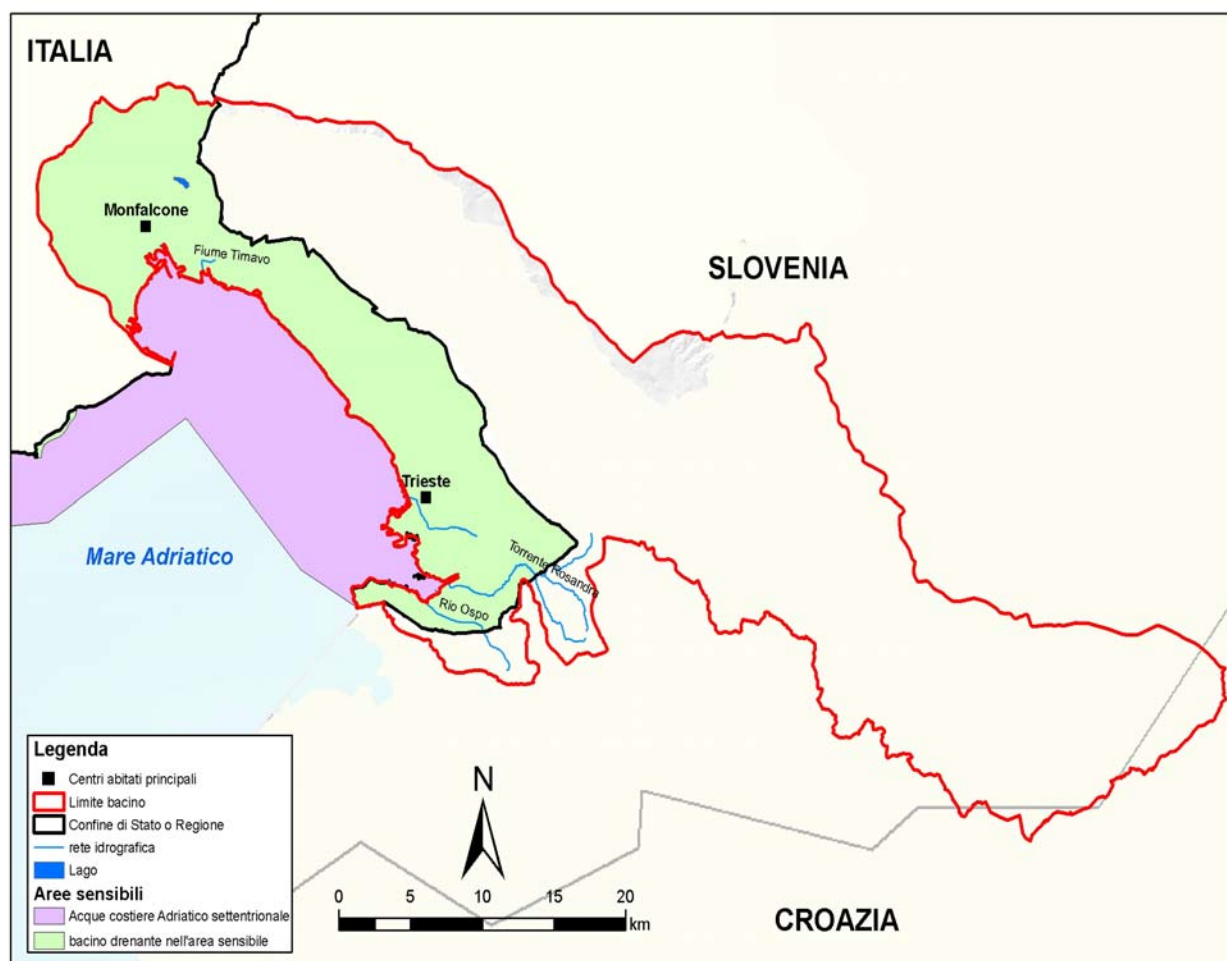 ITALIA
Monfalcone
Fiume Timavo
SLOVENIA
Trieste
Mare Adriatico
Torrente Rosandra
Rio Ospo
Legenda
Centri abitati principali
Limite bacino
Confine di Stato o Regione
rete idrografica
Lago
Aree sensibili
Acque costiere Adriatico settentrionale
bacino drenante nell'area sensibile
N
0 5 10 15 20
km
CROAZIA